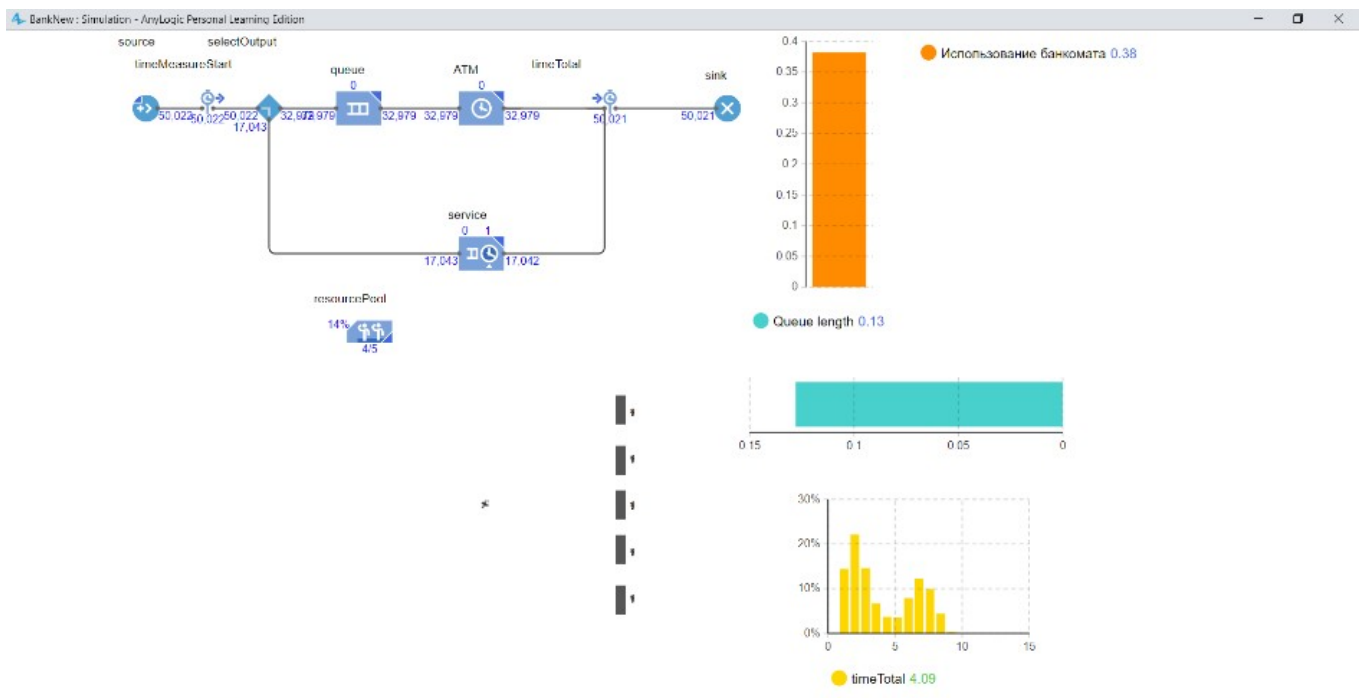 BankNew : Simulation - AnyLogic Personal Learning Edition
source
selectOutput
timeMeasureStart
queue
ATM
timeTotal
sink
0
0
50,022
50,022
50,022
17,043
32,979
32,979
32,979
32,979
50,021
50,021
service
0 1
17,043
17,042
resourcePool
14%
4/5
0.4
0.35
0.3
0.25
0.2
0.15
0.1
0.05
0
Использование банкомата 0.38
Queue length 0.13
0.15
0.1
0.05
0
30%
20%
10%
0%
0
5
10
15
timeTotal 4.09